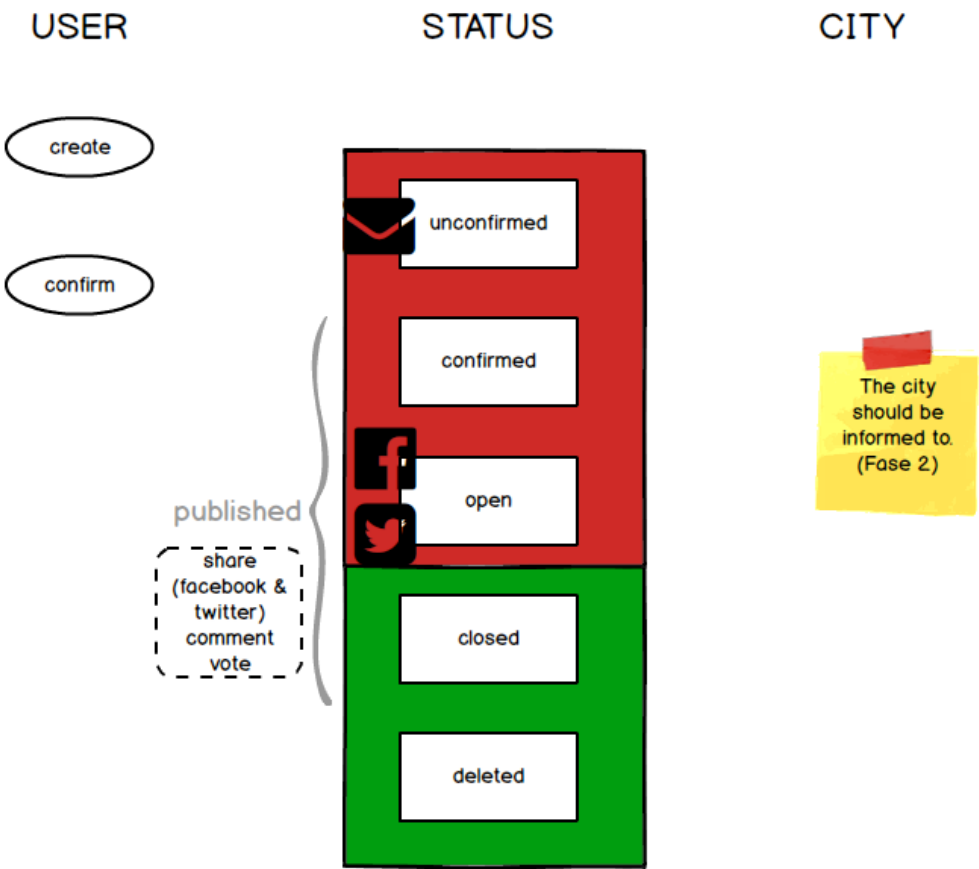 USER
STATUS
CITY
create
unconfirmed
confirm
confirmed
The city
should be
informed to.
(Fase 2)
open
published
share
(facebook &
twitter)
comment
vote
closed
deleted